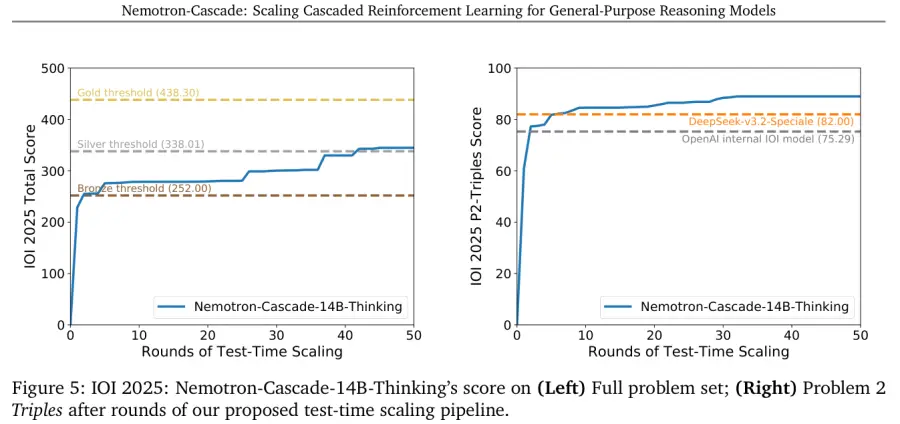 Nemotron-Cascade: Scaling Cascaded Reinforcement Learning for General-Purpose Reasoning Models
IOI 2025 Total Score
500
400
300
200
100
0
Gold threshold (438.30)
Silver threshold (338.01)
Bronze threshold (252.00)
Nemotron-Cascade-14B-Thinking
0 10 20 30 40 50
Rounds of Test-Time Scaling
IOI 2025 P2-Triples Score
100
80
60
40
20
0
DeepSeek-v3.2-Speciale (82.00)
OpenAI internal IOI model (75.29)
Nemotron-Cascade-14B-Thinking
0 10 20 30 40 50
Rounds of Test-Time Scaling
Figure 5: IOI 2025: Nemotron-Cascade-14B-Thinking's score on (Left) Full problem set; (Right) Problem 2
Triples after rounds of our proposed test-time scaling pipeline.